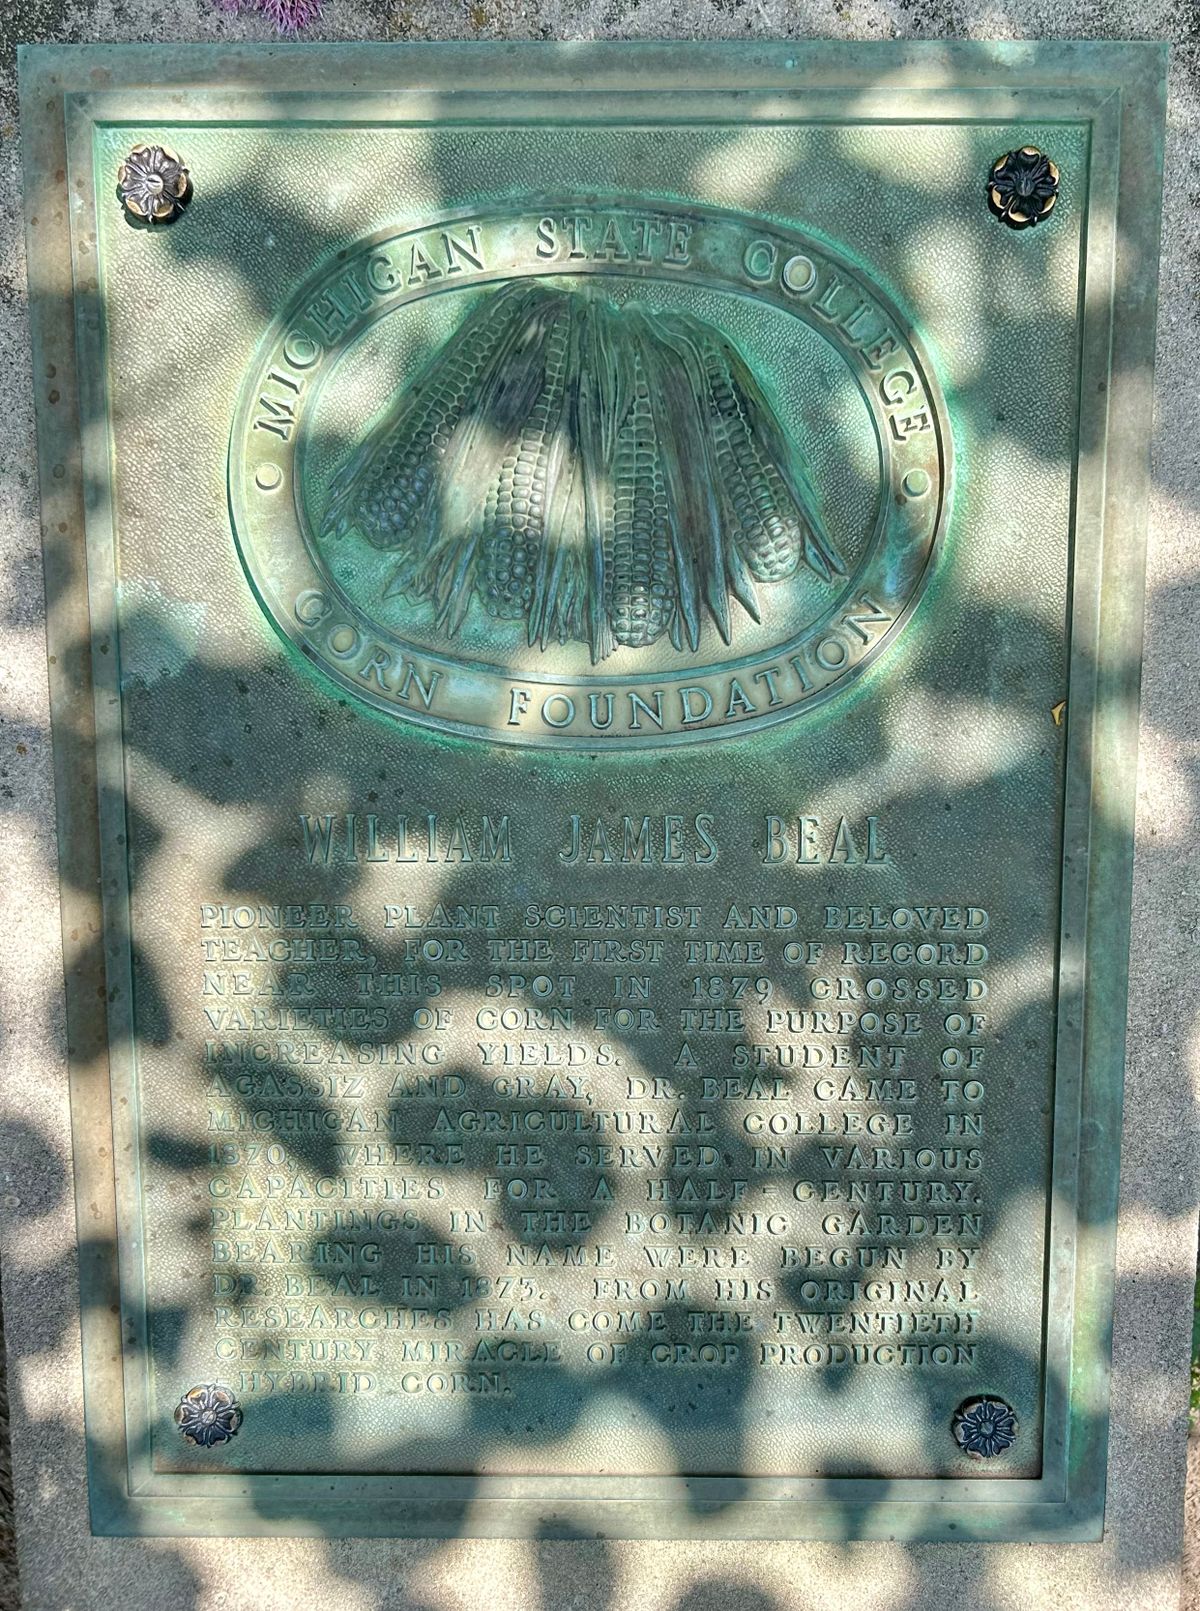 MICHIGAN STATE COLLEGE
CORN FOUNDATION
WILLIAM JAMES BEAL
PIONEER PLANT SCIENTIST AND BELOVED
TEACHER, FOR THE FIRST TIME OF RECORD
NEAR THIS SPOT IN 1879 CROSSED
VARIETIES OF CORN FOR THE PURPOSE OF
INCREASING YIELDS. A STUDENT OF
AGASSIZ AND GRAY, DR. BEAL CAME TO
MICHIGAN AGRICULTURAL COLLEGE IN
1870, WHERE HE SERVED IN VARIOUS
CAPACITIES FOR A HALF-CENTURY.
PLANTINGS IN THE BOTANIC GARDEN
BEARING HIS NAME WERE BEGUN BY
DR. BEAL IN 1873. FROM HIS ORIGINAL
RESEARCHES HAS COME THE TWENTIETH
CENTURY MIRACLE OF CROP PRODUCTION
- HYBRID CORN.